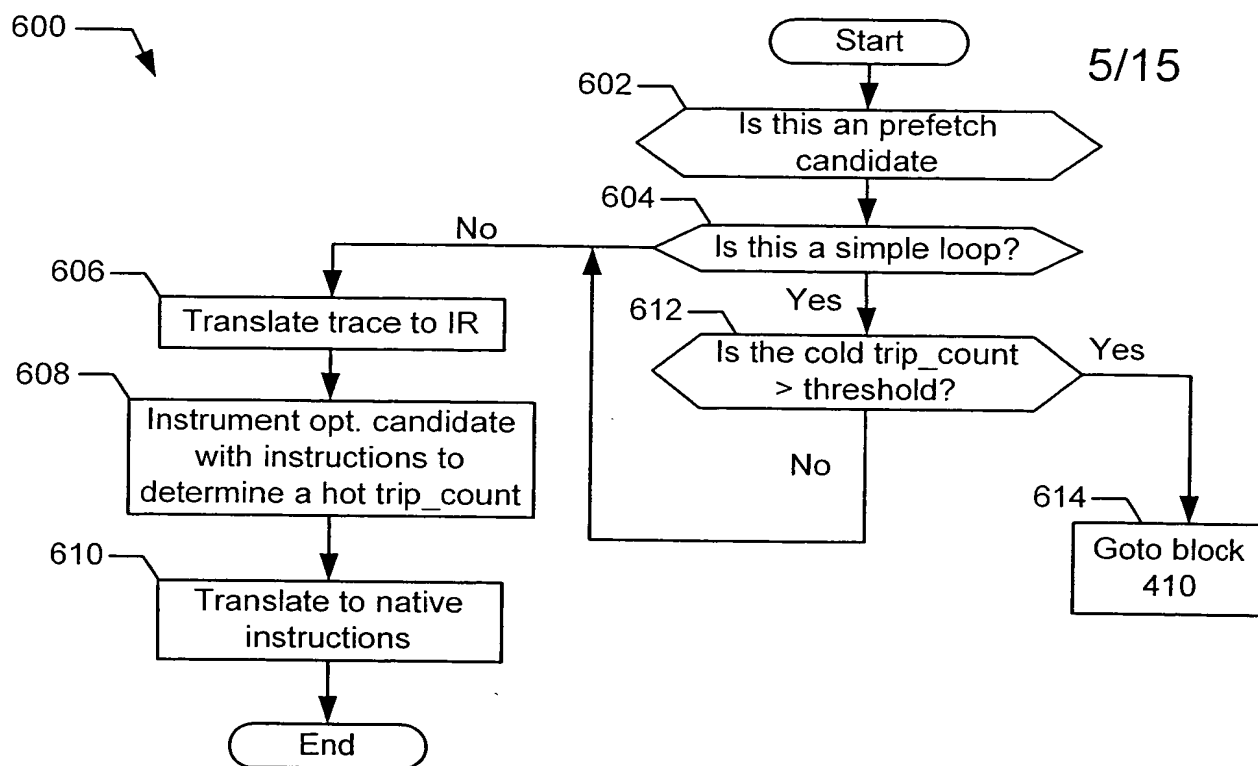 600
Start
5/15
602
Is this an prefetch
candidate
604
Is this a simple loop?
No
Yes
606
Translate trace to IR
612
Is the cold trip_count
> threshold?
Yes
No
608
Instrument opt. candidate
with instructions to
determine a hot trip_count
614
Goto block
410
610
Translate to native
instructions
End